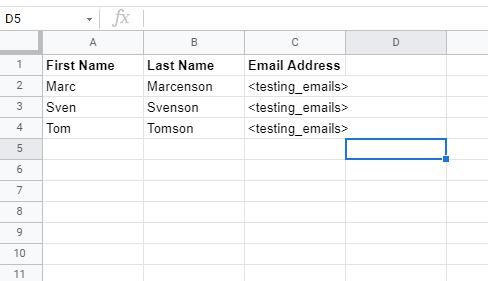 D5 fx
A B C D
1 First Name Last Name Email Address
2 Marc Marcenson <testing_emails>
3 Sven Svenson <testing_emails>
4 Tom Tomson <testing_emails>
5
6
7
8
9
10
11